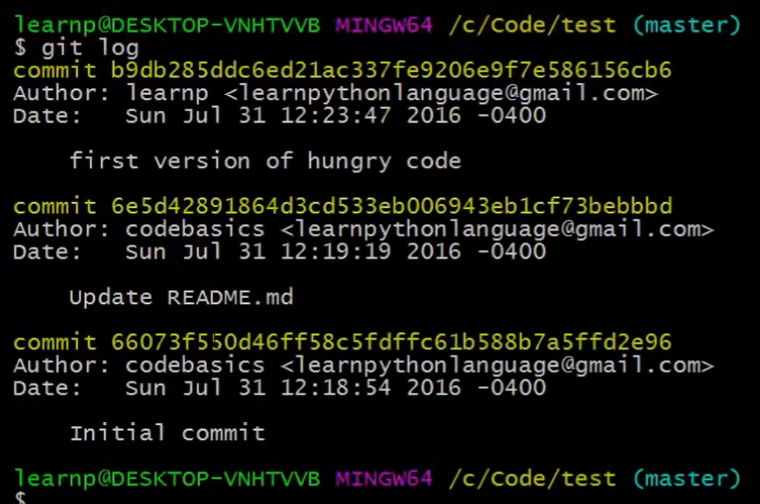 learnp@DESKTOP-VNHTVVB MINGW64 /c/Code/test (master)
$ git log
commit b9db285ddc6ed21ac337fe9206e9f7e586156cb6
Author: learnp <learnpythonlanguage@gmail.com>
Date:   Sun Jul 31 12:23:47 2016 -0400
    first version of hungry code
commit 6e5d42891864d3cd533eb006943eb1cf73bebbbd
Author: codebasics <learnpythonlanguage@gmail.com>
Date:   Sun Jul 31 12:19:19 2016 -0400
    Update README.md
commit 66073f550d46ff58c5fdffc61b588b7a5ffd2e96
Author: codebasics <learnpythonlanguage@gmail.com>
Date:   Sun Jul 31 12:18:54 2016 -0400
    Initial commit
learnp@DESKTOP-VNHTVVB MINGW64 /c/Code/test (master)
$